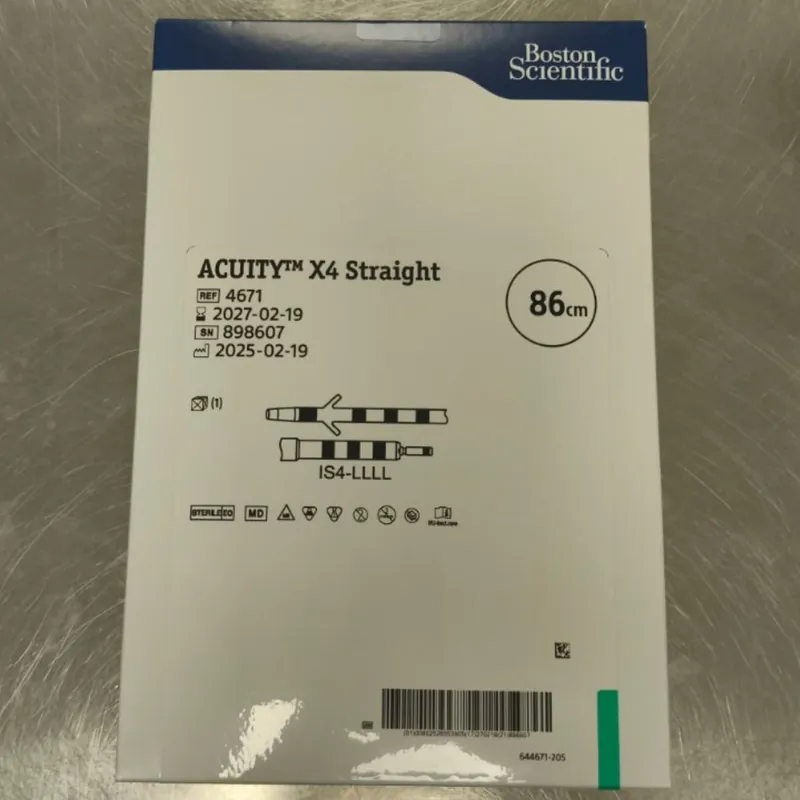 Boston
Scientific
ACUITY™ X4 Straight
REF 4671
2027-02-19
SN 898607
2025-02-19
86cm
(1)
IS4-LLLL
STERILE EO MD
644671-205